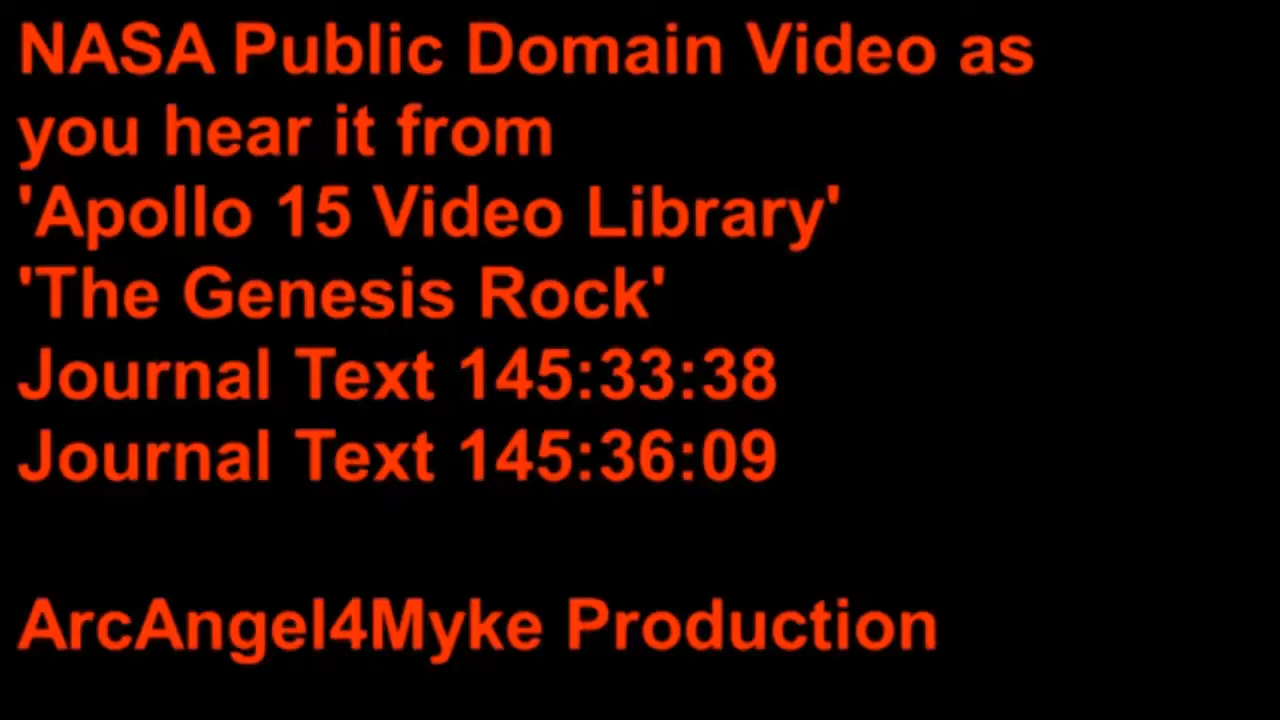 NASA Public Domain Video as
you hear it from
'Apollo 15 Video Library'
'The Genesis Rock'
Journal Text 145:33:38
Journal Text 145:36:09
ArcAngel4Myke Production